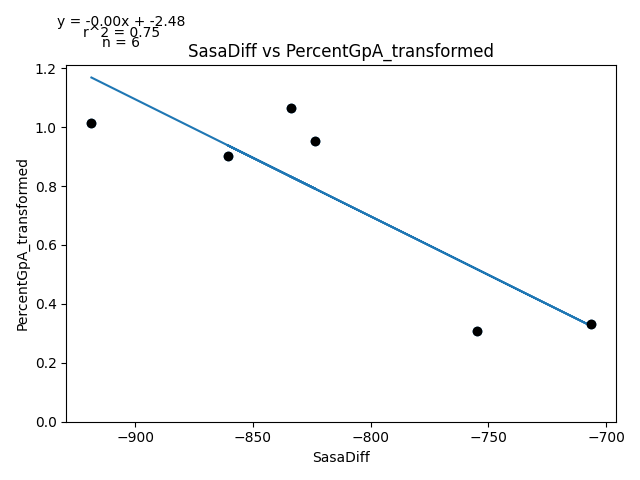 y = -0.00x + -2.48
r^2 = 0.75
n = 6
SasaDiff vs PercentGpA_transformed
1.2
1.0
0.8
0.6
0.4
0.2
0.0
PercentGpA_transformed
−900
−850
−800
−750
−700
SasaDiff